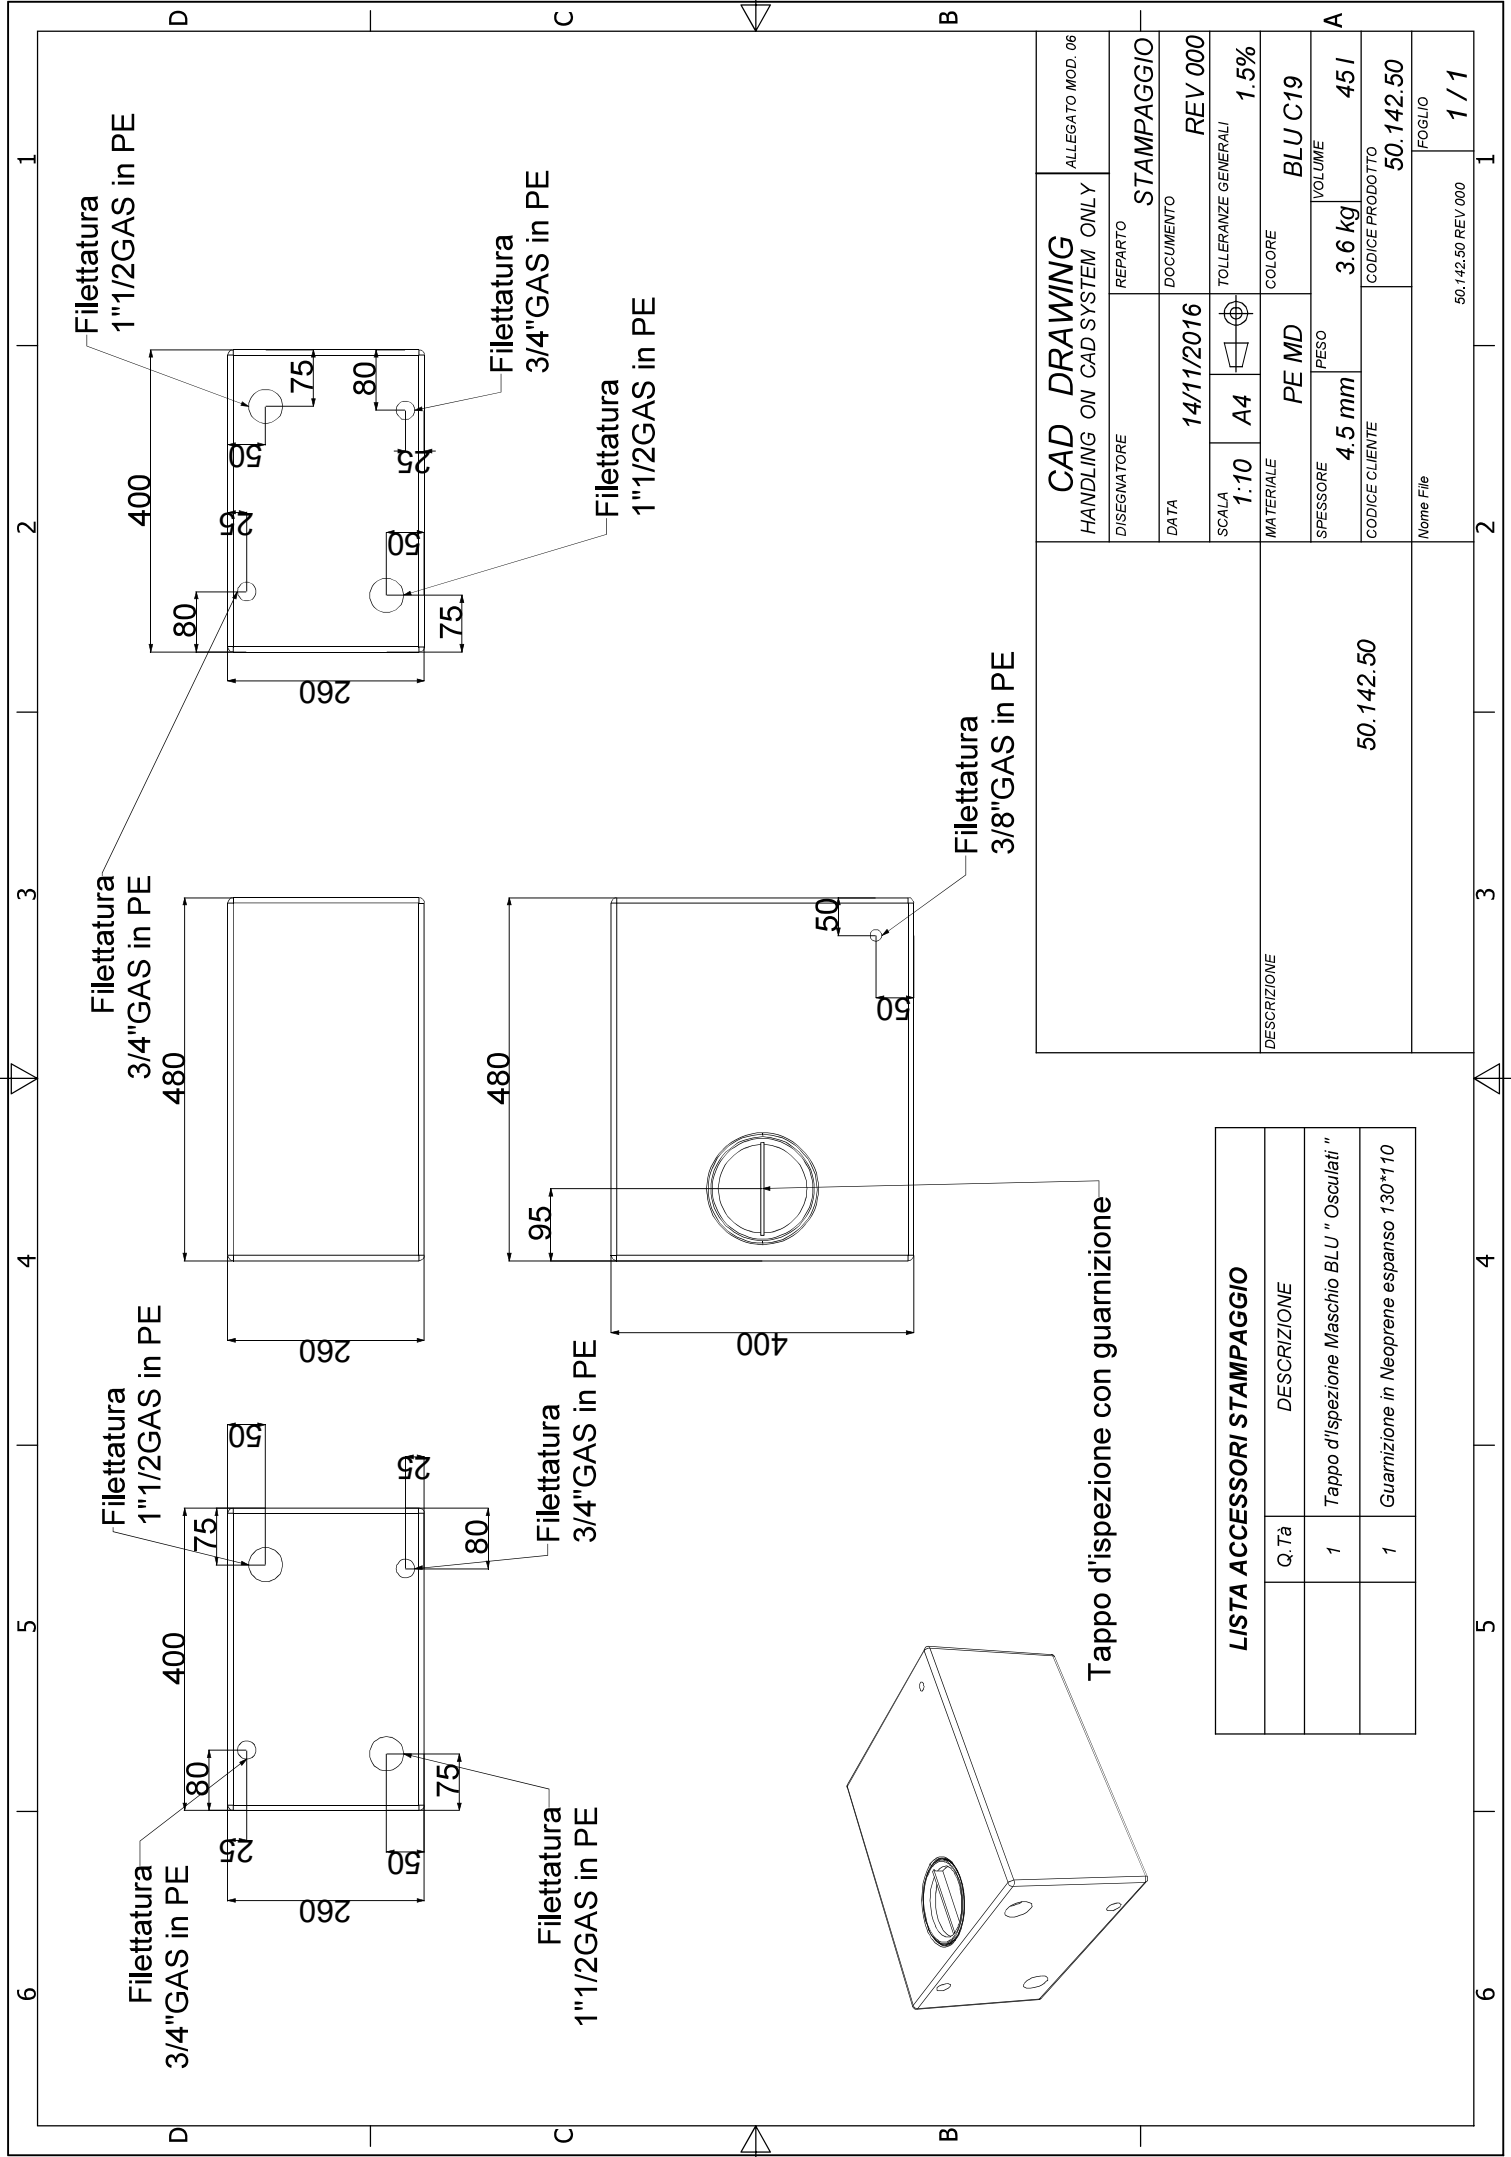 6
5
4
3
2
1
D
C
B
A
Filettatura
3/4"GAS in PE
Filettatura
1"1/2GAS in PE
400
80
75
25
50
260
50
25
75
80
Filettatura
1"1/2GAS in PE
Filettatura
3/4"GAS in PE
480
260
Filettatura
3/4"GAS in PE
Filettatura
1"1/2GAS in PE
400
80
25
50
75
260
50
75
80
25
Filettatura
1"1/2GAS in PE
Filettatura
3/4"GAS in PE
480
95
400
50
50
Filettatura
3/8"GAS in PE
Tappo d'ispezione con guarnizione
LISTA ACCESSORI STAMPAGGIO
Q.Tà DESCRIZIONE
1 Tappo d'Ispezione Maschio BLU " Osculati "
1 Guarnizione in Neoprene espanso 130*110
CAD DRAWING
HANDLING ON CAD SYSTEM ONLY
ALLEGATO MOD. 06
DISEGNATORE
REPARTO
STAMPAGGIO
DATA
14/11/2016
DOCUMENTO
REV 000
SCALA
1:10
A4
TOLLERANZE GENERALI
1.5%
DESCRIZIONE
50.142.50
MATERIALE
PE MD
COLORE
BLU C19
SPESSORE
4.5 mm
PESO
3.6 kg
VOLUME
45 l
CODICE CLIENTE
CODICE PRODOTTO
50.142.50
Nome File
50.142.50 REV 000
FOGLIO
1 / 1
6
5
4
3
2
1
D
C
B